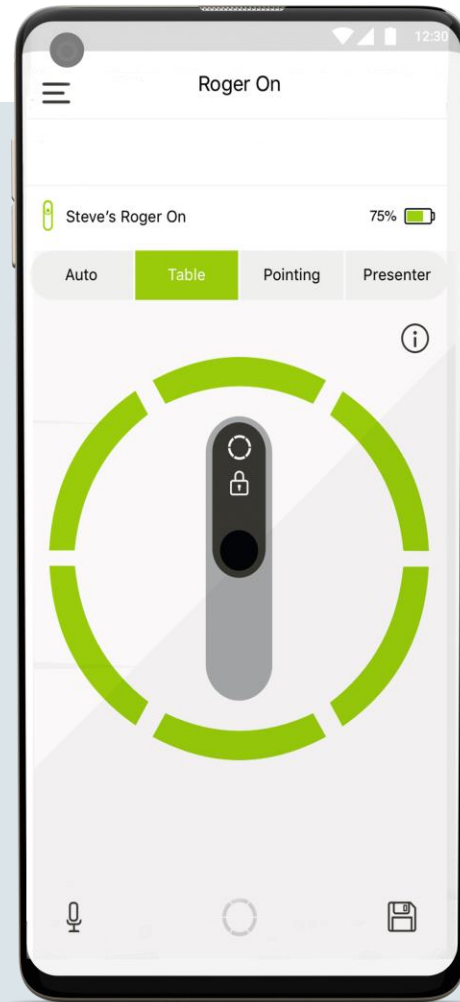 12:30
Roger On
Steve's Roger On 75%
Auto Table Pointing Presenter